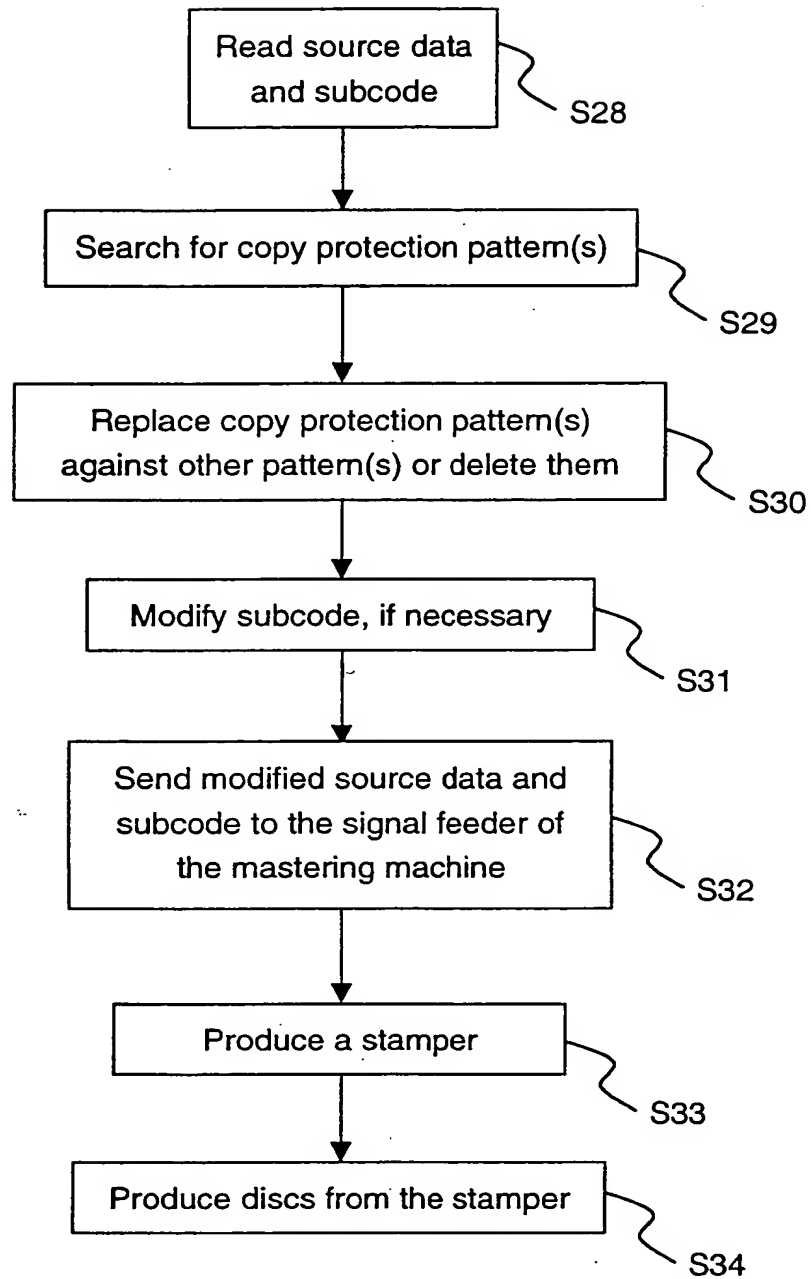 Read source data
and subcode
S28
Search for copy protection pattern(s)
S29
Replace copy protection pattern(s)
against other pattern(s) or delete them
S30
Modify subcode, if necessary
S31
Send modified source data and
subcode to the signal feeder of
the mastering machine
S32
Produce a stamper
S33
Produce discs from the stamper
S34